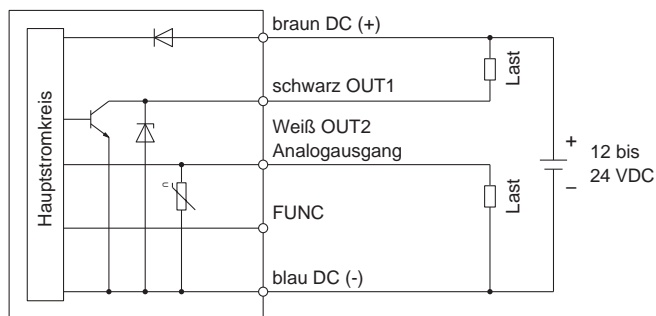 braun DC (+)
Last
schwarz OUT1
Weiß OUT2
Analogausgang
Hauptstromkreis
+
12 bis
24 VDC
–
U
Last
FUNC
blau DC (-)